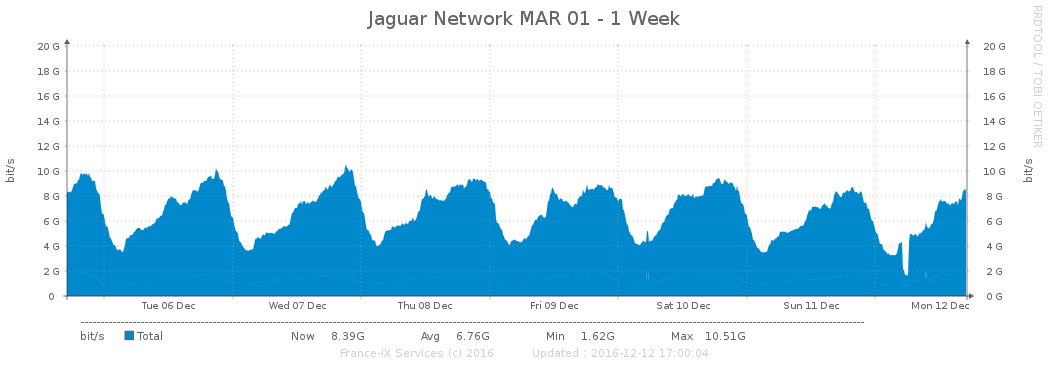 Jaguar Network MAR 01 - 1 Week
RRDTOOL / TOBI OETIKER
bit/s
bit/s
20 G 20 G
18 G 18 G
16 G 16 G
14 G 14 G
12 G 12 G
10 G 10 G
8 G 8 G
6 G 6 G
4 G 4 G
2 G 2 G
0 0 G
Tue 06 Dec Wed 07 Dec Thu 08 Dec Fri 09 Dec Sat 10 Dec Sun 11 Dec Mon 12 Dec
bit/s Total Now 8.39G Avg 6.76G Min 1.62G Max 10.51G
France-IX Services (c) 2016 Updated : 2016-12-12 17:00:04